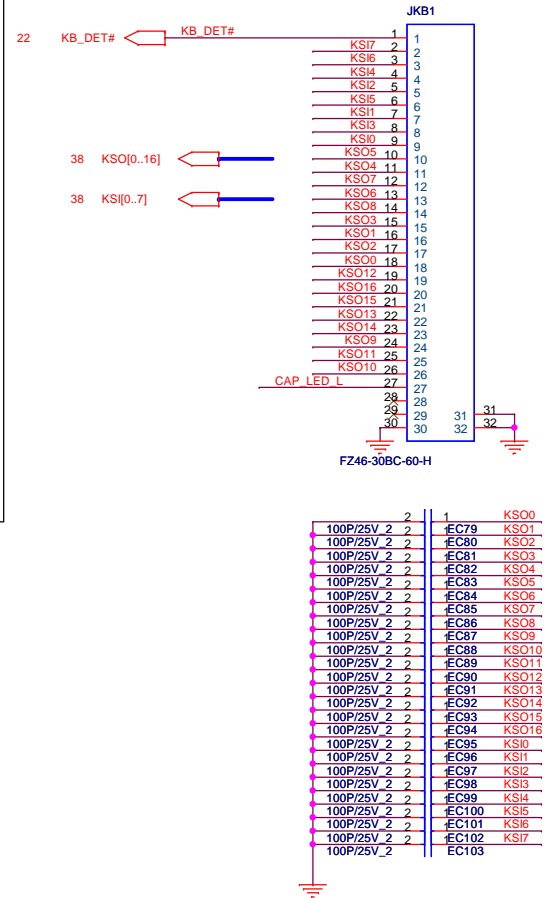 JKB1
22 KB_DET# KB_DET# 1 1
KSI7 2 2
KSI6 3 3
KSI4 4 4
KSI2 5 5
KSI5 6 6
KSI1 7 7
KSI3 8 8
KSI0 9 9
KSO5 10 10
38 KSO[0..16]
KSO4 11 11
KSO7 12 12
KSO6 13 13
38 KSI[0..7]
KSO8 14 14
KSO3 15 15
KSO1 16 16
KSO2 17 17
KSO0 18 18
KSO12 19 19
KSO16 20 20
KSO15 21 21
KSO13 22 22
KSO14 23 23
KSO9 24 24
KSO11 25 25
KSO10 26 26
CAP_LED_L 27 27
28 28
29 29 31 31
30 30 32 32
FZ46-30BC-60-H
2 1 KSO0
100P/25V_2 2 1 EC79 KSO1
100P/25V_2 2 1 EC80 KSO2
100P/25V_2 2 1 EC81 KSO3
100P/25V_2 2 1 EC82 KSO4
100P/25V_2 2 1 EC83 KSO5
100P/25V_2 2 1 EC84 KSO6
100P/25V_2 2 1 EC85 KSO7
100P/25V_2 2 1 EC86 KSO8
100P/25V_2 2 1 EC87 KSO9
100P/25V_2 2 1 EC88 KSO10
100P/25V_2 2 1 EC89 KSO11
100P/25V_2 2 1 EC90 KSO12
100P/25V_2 2 1 EC91 KSO13
100P/25V_2 2 1 EC92 KSO14
100P/25V_2 2 1 EC93 KSO15
100P/25V_2 2 1 EC94 KSO16
100P/25V_2 2 1 EC95 KSI0
100P/25V_2 2 1 EC96 KSI1
100P/25V_2 2 1 EC97 KSI2
100P/25V_2 2 1 EC98 KSI3
100P/25V_2 2 1 EC99 KSI4
100P/25V_2 2 1 EC100 KSI5
100P/25V_2 2 1 EC101 KSI6
100P/25V_2 2 1 EC102 KSI7
100P/25V_2 EC103